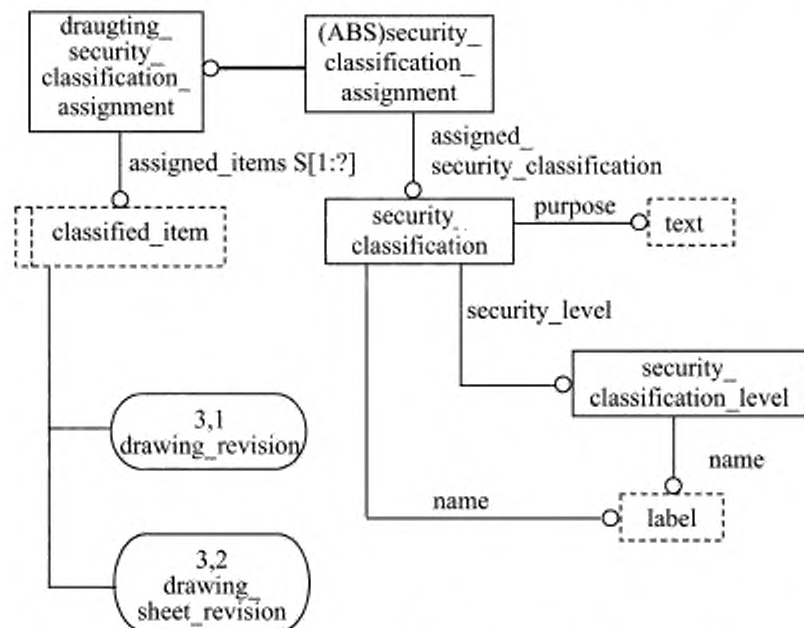 draugting_
security_
classification_
assignment
(ABS)security_
classification_
assignment
assigned_items S[1:?]
assigned_
security_classification
classified_item
security_
classification
purpose
text
security_level
security_
classification_level
3,1
drawing_revision
name
name
label
3,2
drawing_
sheet_revision